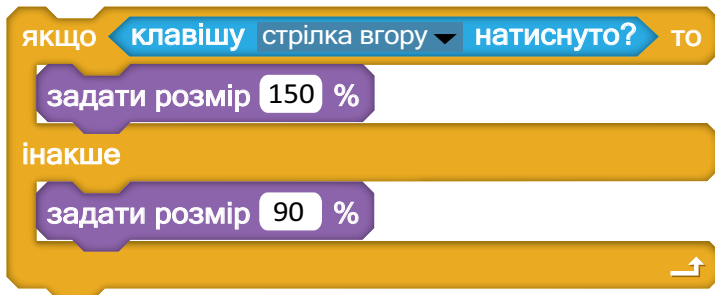 якщо клавішу стрілка вгору натиснуто? то
задати розмір 150 %
інакше
задати розмір 90 %